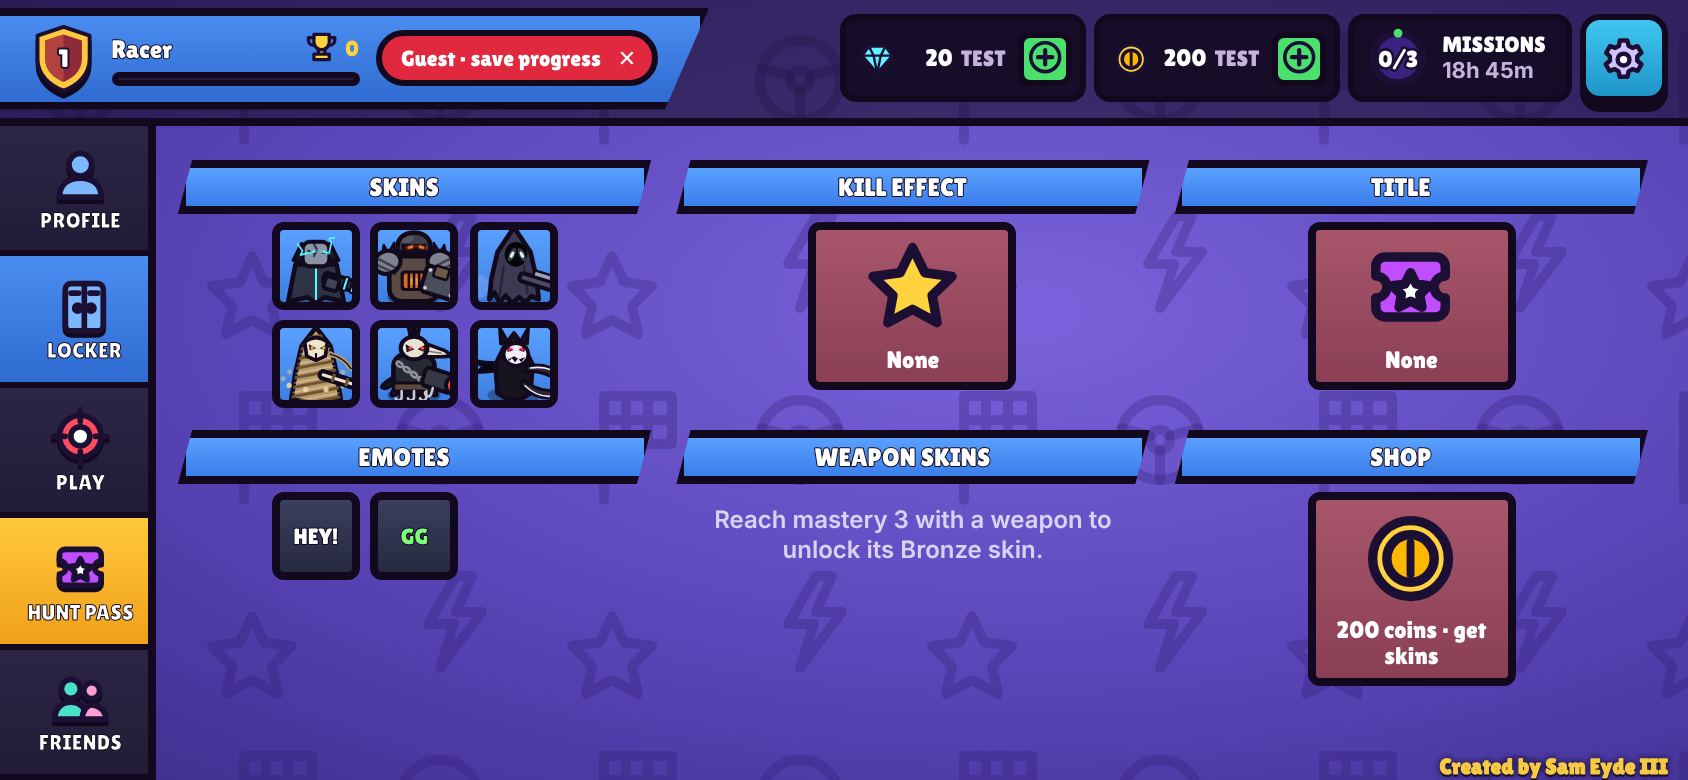 1
Racer
0
Guest · save progress ×
20 TEST
200 TEST
0/3
MISSIONS
18h 45m
PROFILE
LOCKER
PLAY
HUNT PASS
FRIENDS
SKINS
KILL EFFECT
None
TITLE
None
EMOTES
HEY!
GG
WEAPON SKINS
Reach mastery 3 with a weapon to
unlock its Bronze skin.
SHOP
200 coins · get
skins
Created by Sam Eyde III